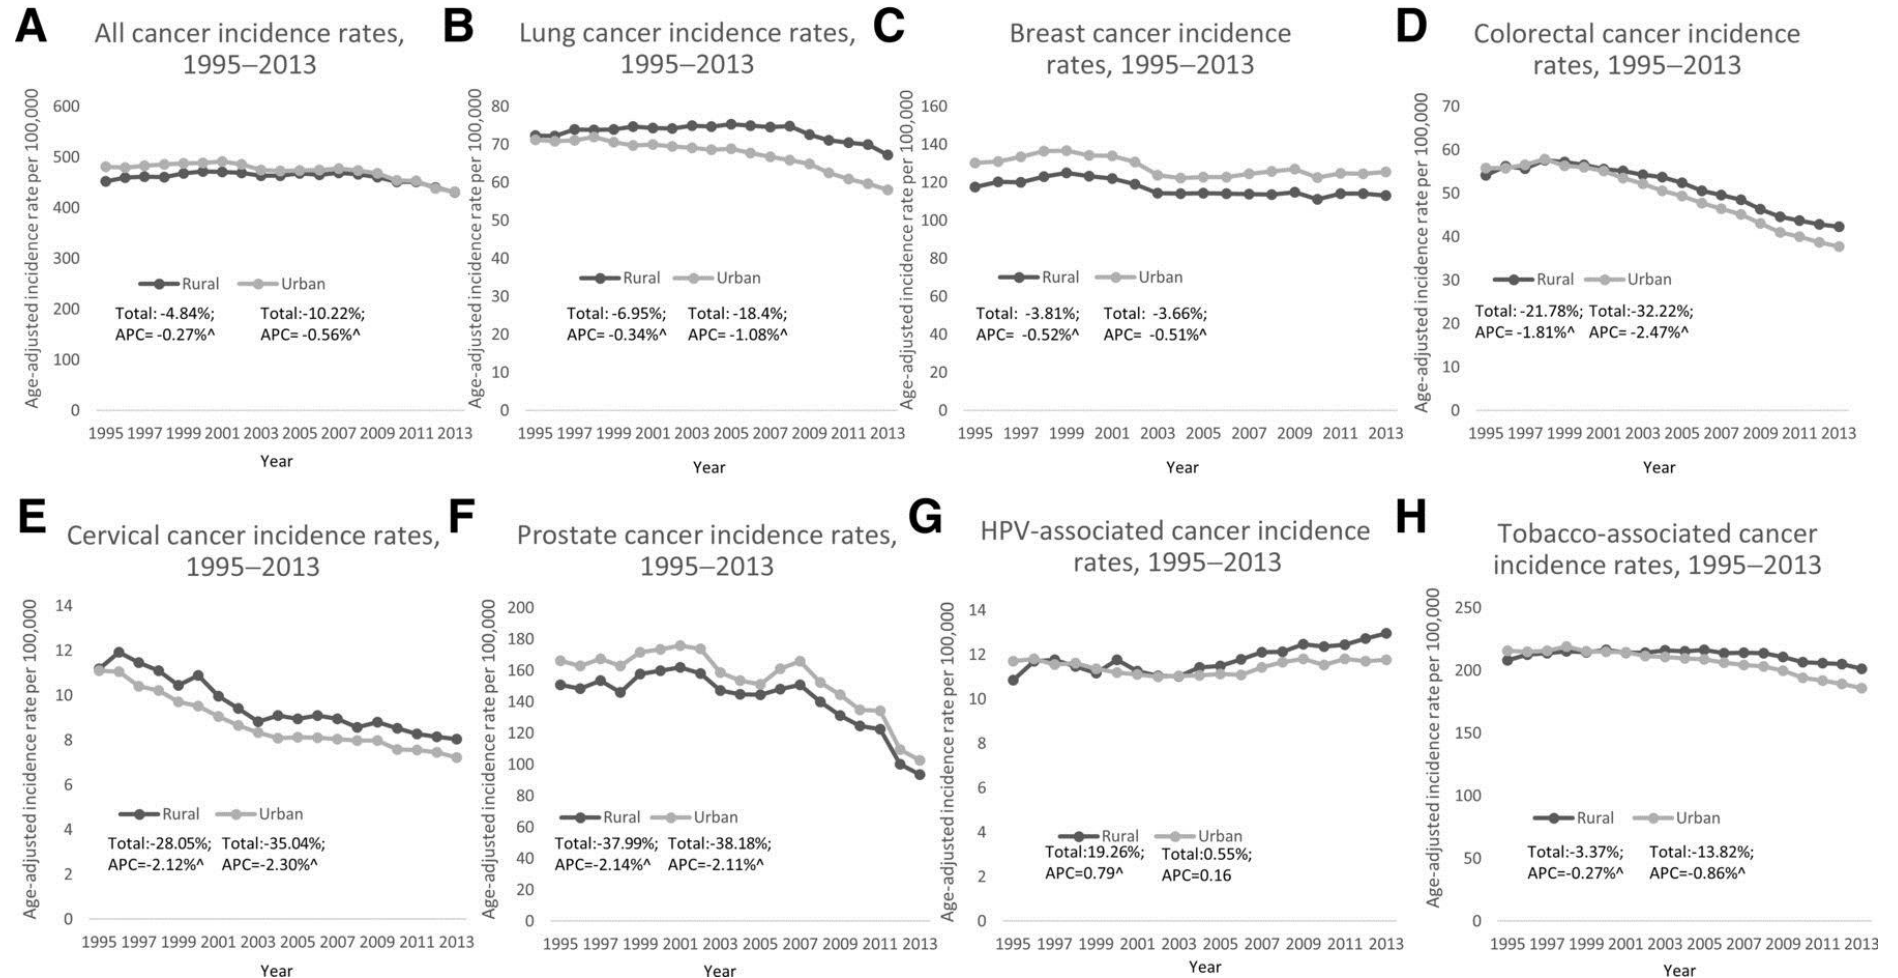 A
All cancer incidence rates,
1995–2013
Age-adjusted incidence rate per 100,000
600
500
400
300
200
100
0
Rural Urban
Total: -4.84%; Total:-10.22%;
APC= -0.27%^ APC= -0.56%^
1995 1997 1999 2001 2003 2005 2007 2009 2011 2013
Year
B
Lung cancer incidence rates,
1995–2013
Age-adjusted incidence rate per 100,000
80
70
60
50
40
30
20
10
0
Rural Urban
Total: -6.95%; Total: -18.4%;
APC= -0.34%^ APC= -1.08%^
1995 1997 1999 2001 2003 2005 2007 2009 2011 2013
Year
C
Breast cancer incidence
rates, 1995–2013
Age-adjusted incidence rate per 100,000
160
140
120
100
80
60
40
20
0
Rural Urban
Total: -3.81%; Total: -3.66%;
APC= -0.52%^ APC= -0.51%^
1995 1997 1999 2001 2003 2005 2007 2009 2011 2013
Year
D
Colorectal cancer incidence
rates, 1995–2013
Age-adjusted incidence rate per 100,000
70
60
50
40
30
20
10
0
Rural Urban
Total: -21.78%; Total:-32.22%;
APC= -1.81%^ APC= -2.47%^
1995 1997 1999 2001 2003 2005 2007 2009 2011 2013
Year
E
Cervical cancer incidence rates,
1995–2013
Age-adjusted incidence rate per 100,000
14
12
10
8
6
4
2
0
Rural Urban
Total:-28.05%; Total:-35.04%;
APC=-2.12%^ APC=-2.30%^
1995 1997 1999 2001 2003 2005 2007 2009 2011 2013
Year
F
Prostate cancer incidence rates,
1995–2013
Age-adjusted incidence rate per 100,000
200
180
160
140
120
100
80
60
40
20
0
Rural Urban
Total:-37.99%; Total:-38.18%;
APC=-2.14%^ APC=-2.11%^
1995 1997 1999 2001 2003 2005 2007 2009 2011 2013
Year
G
HPV-associated cancer incidence
rates, 1995–2013
Age-adjusted incidence rate per 100,000
14
12
10
8
6
4
2
0
Rural Urban
Total:19.26%; Total:0.55%;
APC=0.79^ APC=0.16
1995 1997 1999 2001 2003 2005 2007 2009 2011 2013
Year
H
Tobacco-associated cancer
incidence rates, 1995–2013
Age-adjusted incidence rate per 100,000
250
200
150
100
50
0
Rural Urban
Total:-3.37%; Total:-13.82%;
APC=-0.27%^ APC=-0.86%^
1995 1997 1999 2001 2003 2005 2007 2009 2011 2013
Year